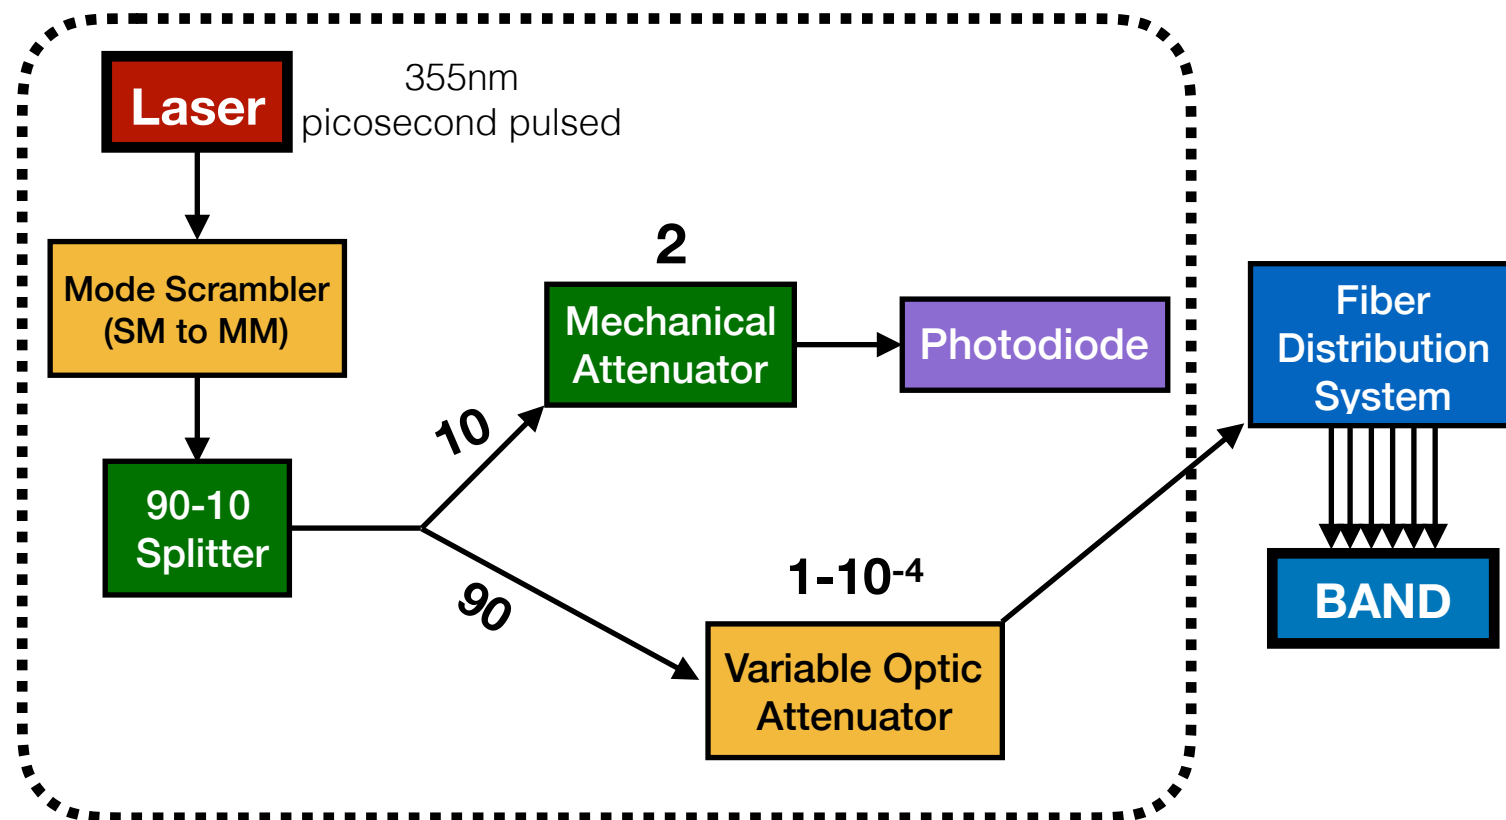 Laser
355nm
picosecond pulsed
Mode Scrambler
(SM to MM)
90-10
Splitter
10
90
2
Mechanical
Attenuator
Photodiode
1-10⁻⁴
Variable Optic
Attenuator
Fiber
Distribution
System
BAND